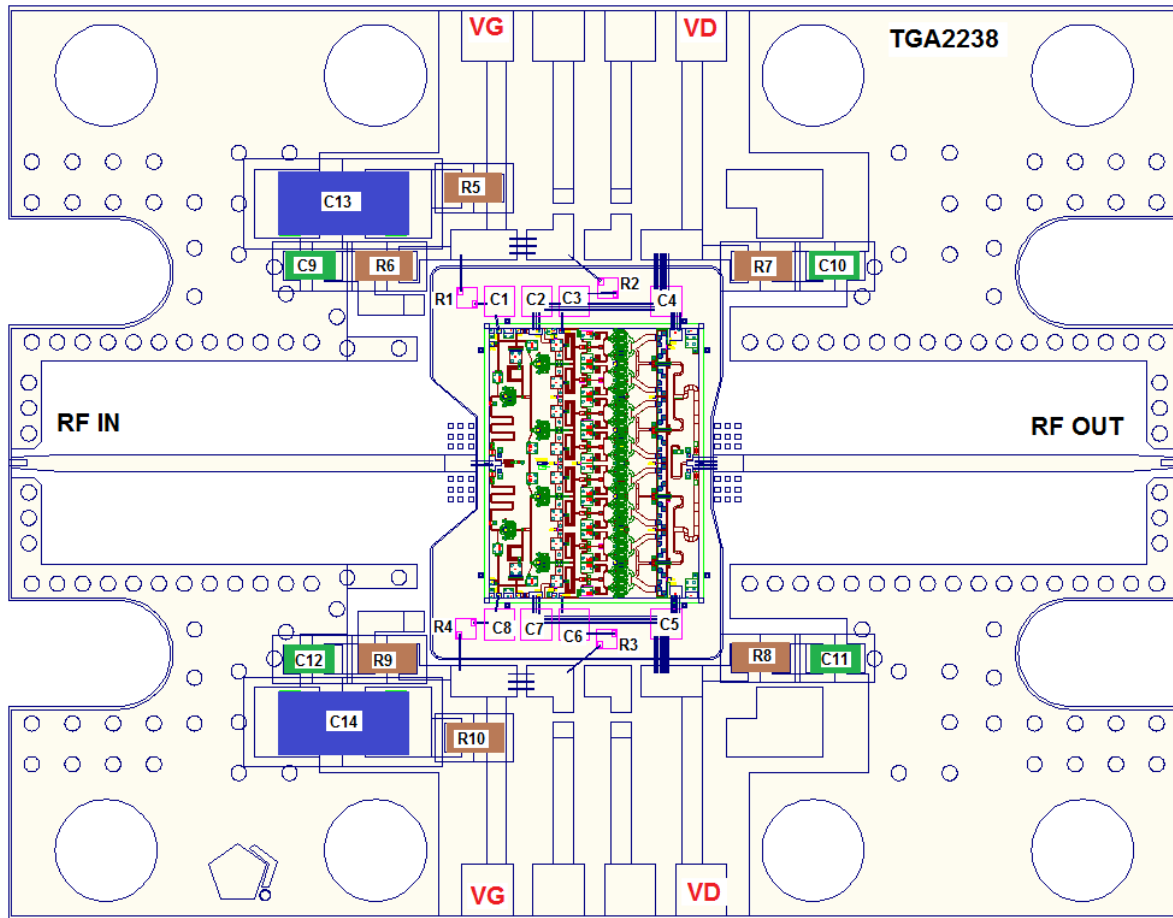 VG
VD
TGA2238
C13
R5
C9
R6
R7
C10
R1
C1
C2
C3
R2
C4
RF IN
RF OUT
R4
C8
C7
C6
R3
C5
C12
R9
R8
C11
C14
R10
VG
VD